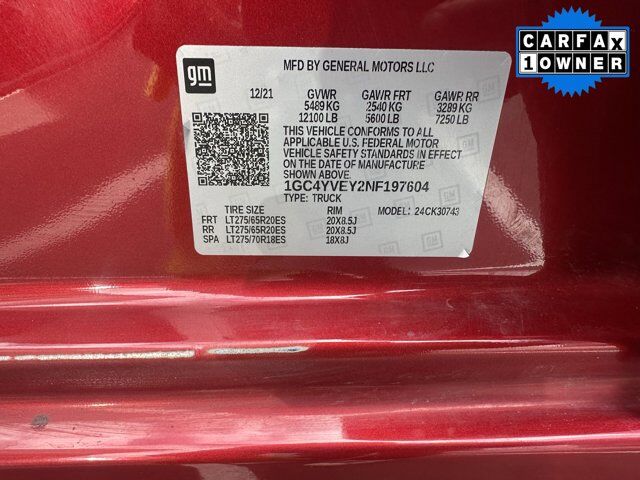 CARFAX
1 OWNER
gm
MFD BY GENERAL MOTORS LLC
12/21 GVWR GAWR FRT GAWR RR
5489 KG 2540 KG 3289 KG
12100 LB 5600 LB 7250 LB
THIS VEHICLE CONFORMS TO ALL
APPLICABLE U.S. FEDERAL MOTOR
VEHICLE SAFETY STANDARDS IN EFFECT
ON THE DATE OF MANUFACTURE
SHOWN ABOVE.
1GC4YVEY2NF197604
TYPE: TRUCK MODEL: 24CK30743
TIRE SIZE RIM
FRT LT275/65R20ES 20X8.5J
RR LT275/65R20ES 20X8.5J
SPA LT275/70R18ES 18X8J